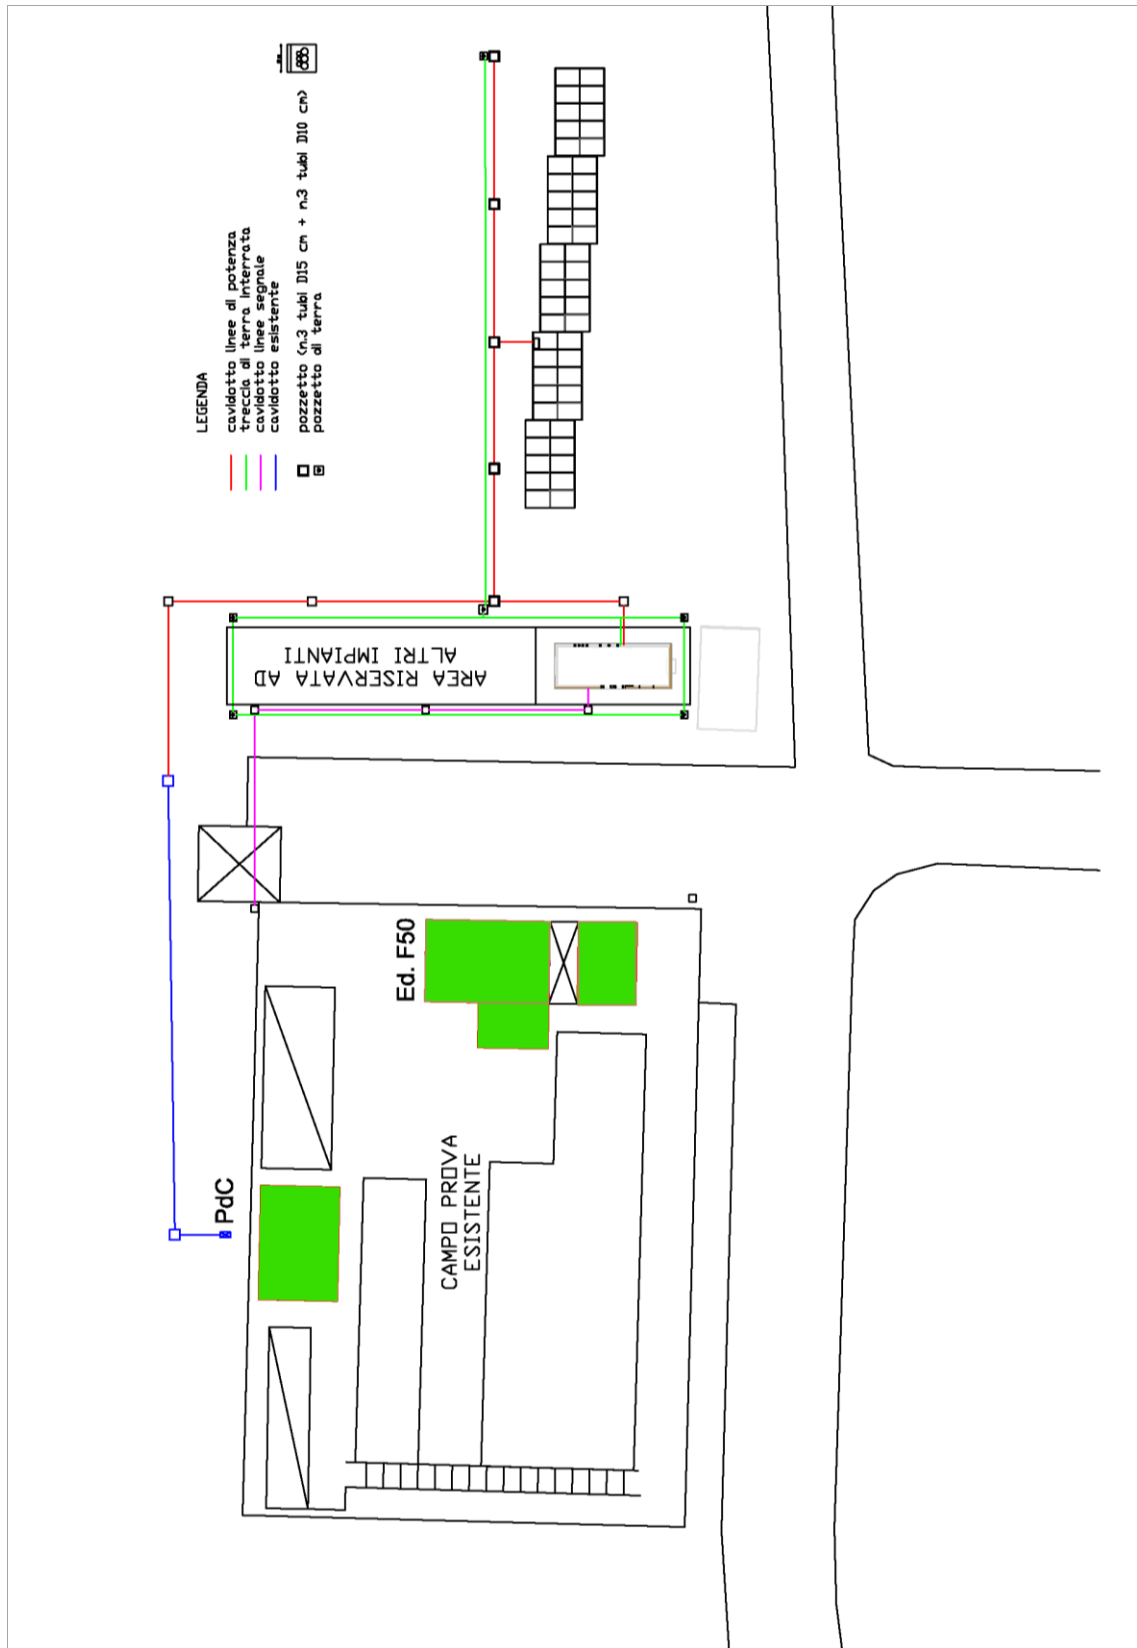 LEGENDA
cavidotto linee di potenza
treccia di terra interrata
cavidotto linee segnale
cavidotto esistente
pozzetto (n.3 tubi D15 cm + n.3 tubi D10 cm)
pozzetto di terra
AREA RISERVATA AD
ALTRI IMPIANTI
Ed. F50
PdC
CAMPO PROVA
ESISTENTE